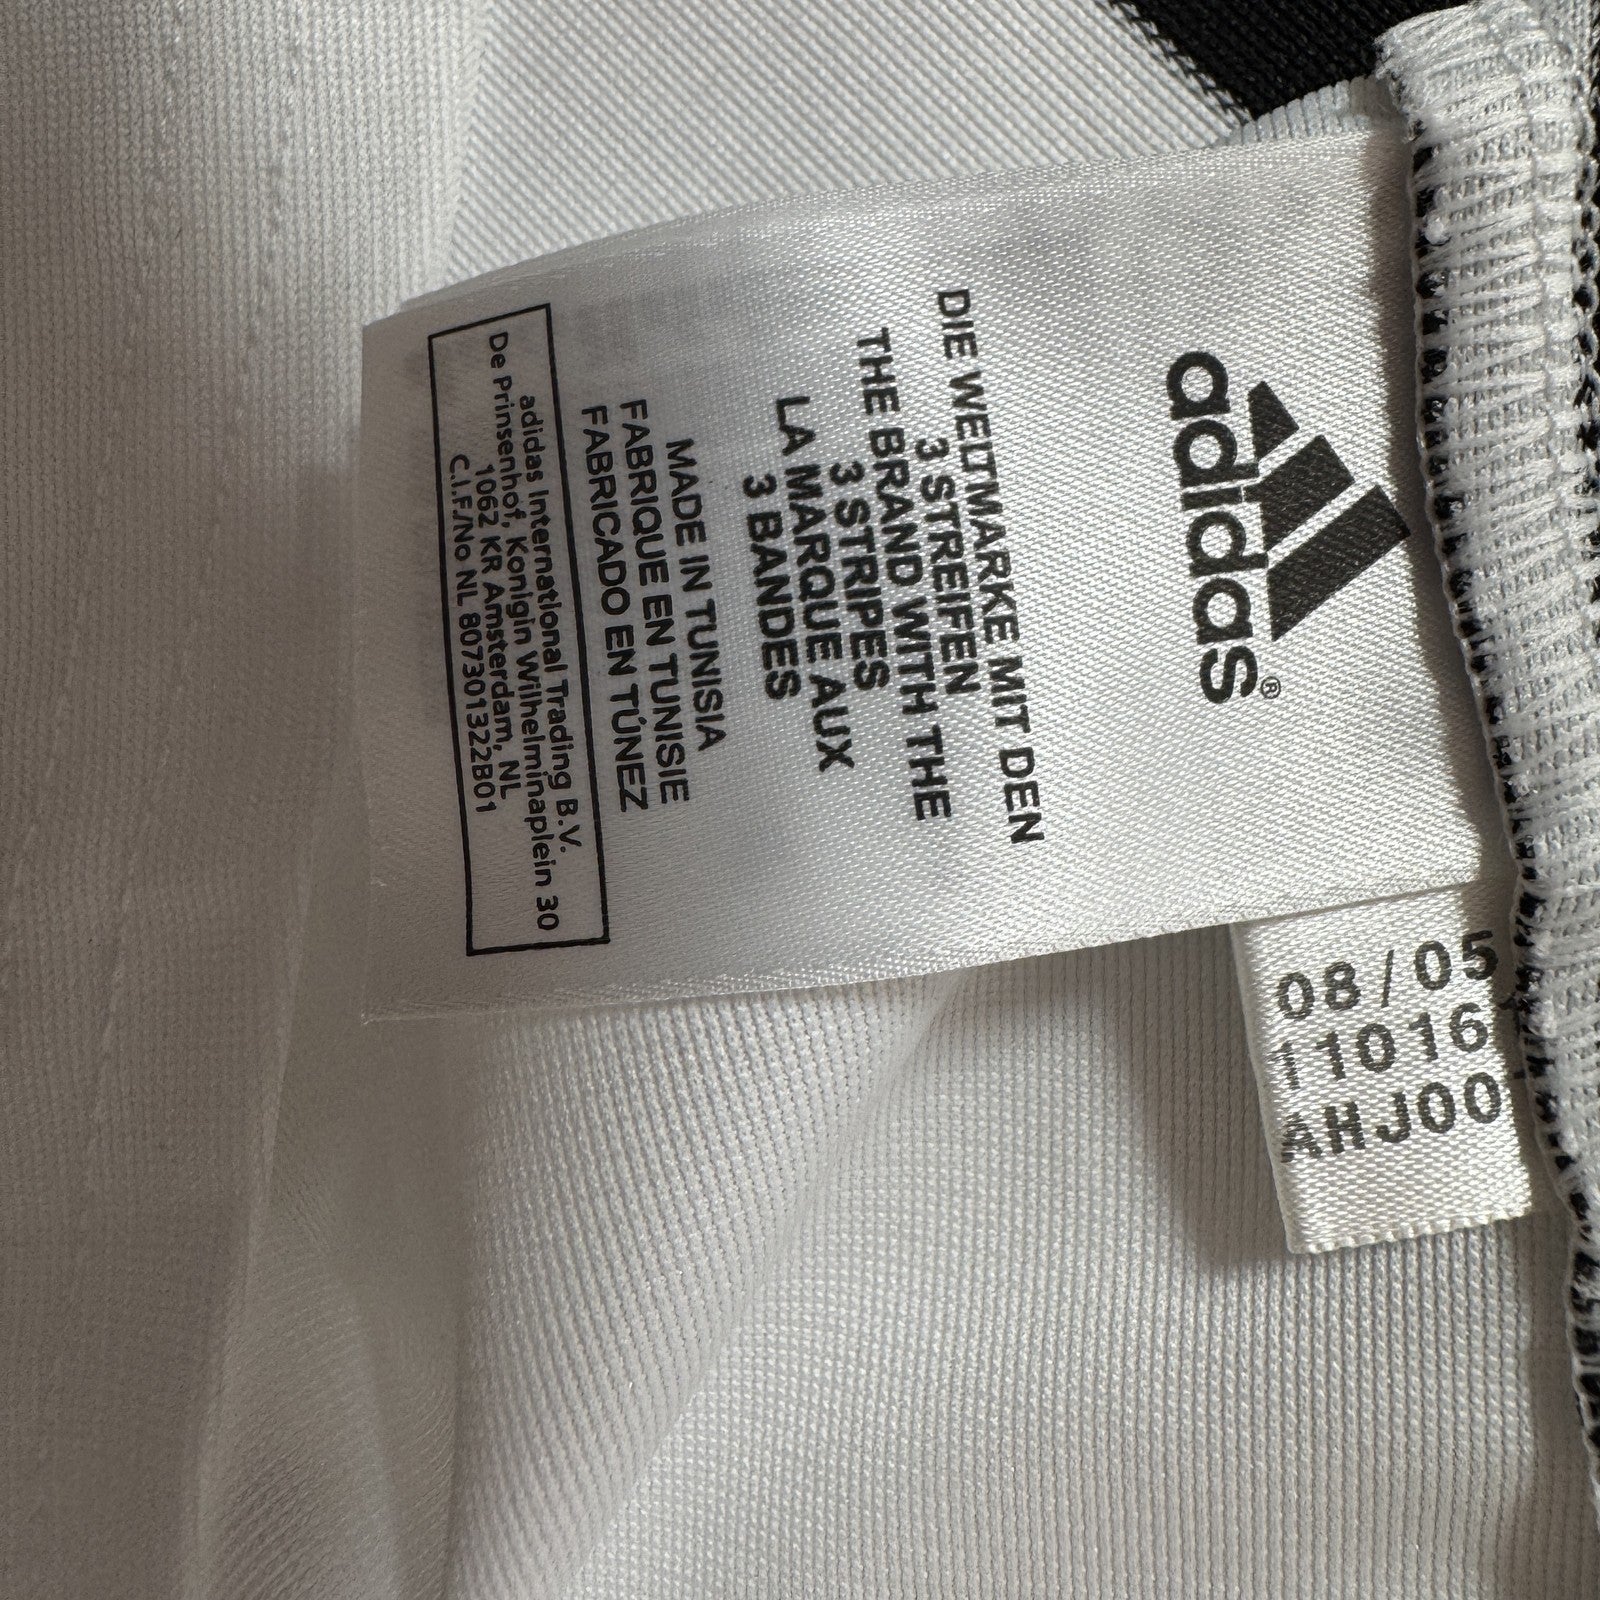 adidas®
DIE WELTMARKE MIT DEN
3 STREIFEN
THE BRAND WITH THE
3 STRIPES
LA MARQUE AUX
3 BANDES
MADE IN TUNISIA
FABRIQUE EN TUNISIE
FABRICADO EN TÚNEZ
adidas International Trading B.V.
De Prinsenhof, Konigin Wilhelminaplein 30
1062 KR Amsterdam, NL
C.I.F./No NL 807301322B01
08/05
11016
AHJ00